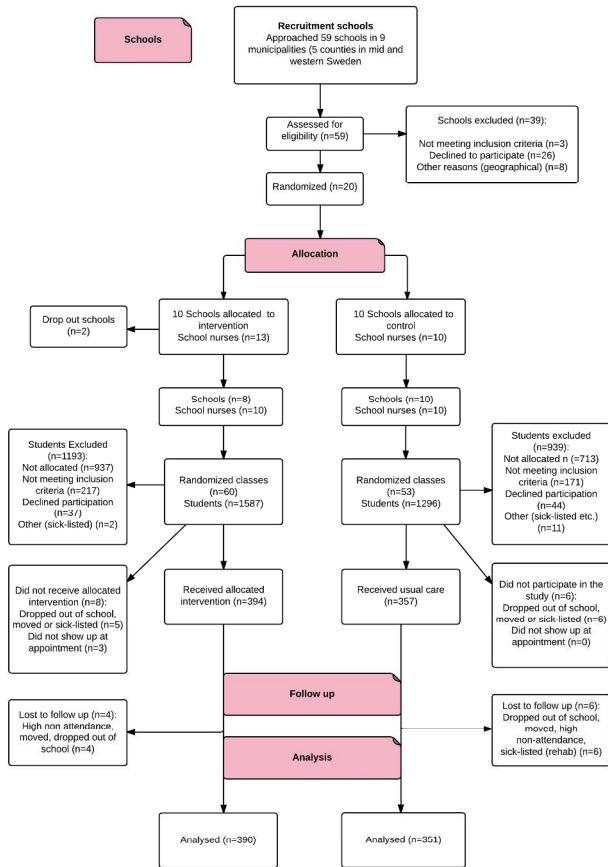 Schools
Recruitment schools
Approached 59 schools in 9
municipalities (5 counties in mid and
western Sweden
Assessed for
eligibility (n=59)
Schools excluded (n=39):
Not meeting inclusion criteria (n=3)
Declined to participate (n=26)
Other reasons (geographical) (n=8)
Randomized (n=20)
Allocation
Drop out schools
(n=2)
10 Schools allocated to
intervention
School nurses (n=13)
10 Schools allocated to
control
School nurses (n=10)
Schools (n=8)
School nurses (n=10)
Schools (n=10)
School nurses (n=10)
Students Excluded
(n=1193):
Not allocated (n=937)
Not meeting inclusion
criteria (n=217)
Declined participation
(n=37)
Other (sick-listed) (n=2)
Randomized classes
(n=60)
Students (n=1587)
Randomized classes
(n=53)
Students (n=1296)
Students excluded
(n=939):
Not allocated n (=713)
Not meeting inclusion
criteria (n=171)
Declined participation
(n=44)
Other (sick-listed etc.)
(n=11)
Did not receive allocated
intervention (n=8):
Dropped out of school,
moved or sick-listed (n=5)
Did not show up at
appointment (n=3)
Received allocated
intervention (n=394)
Received usual care
(n=357)
Did not participate in the
study (n=6):
Dropped out of school,
moved or sick-listed (n=6)
Did not show up at
appointment (n=0)
Follow up
Lost to follow up (n=4):
High non attendance,
moved, dropped out of
school (n=4)
Lost to follow up (n=6):
Dropped out of school,
moved, high
non-attendance,
sick-listed (rehab) (n=6)
Analysis
Analysed (n=390)
Analysed (n=351)